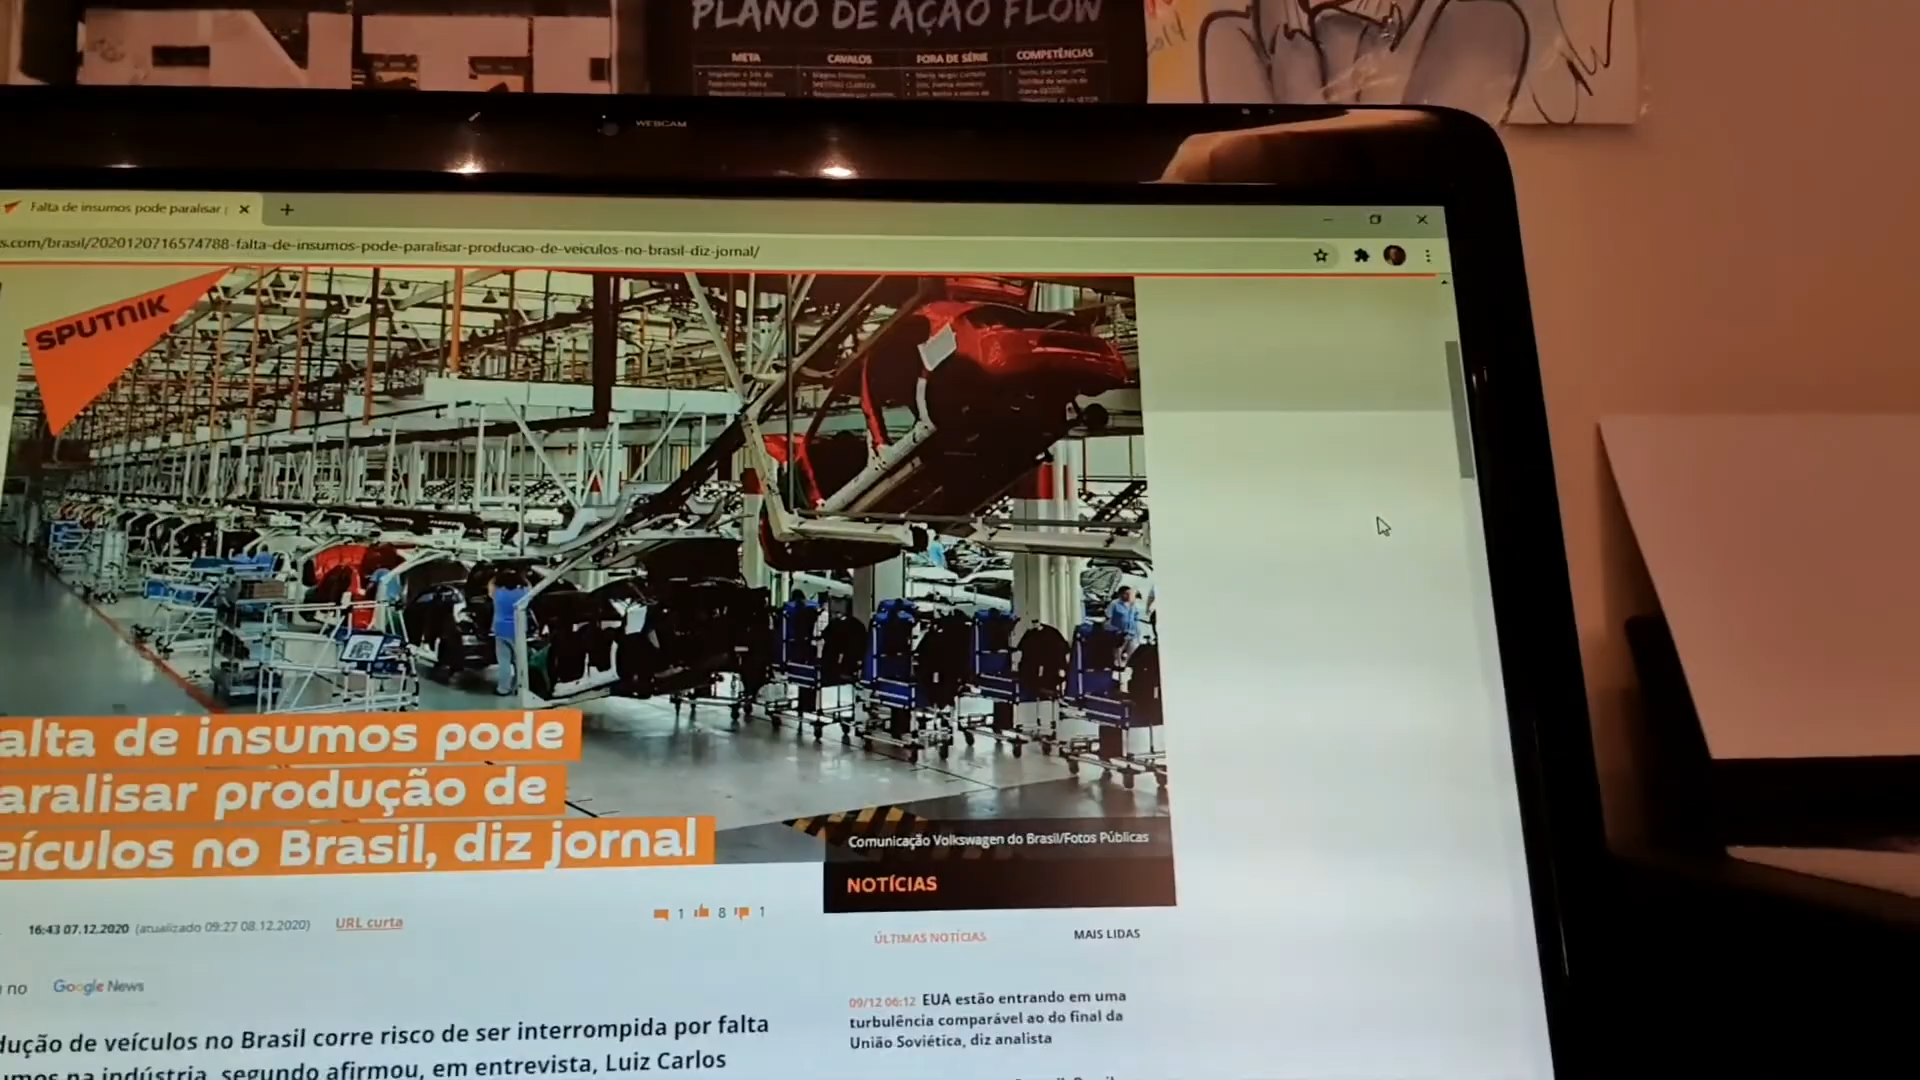 PLANO DE AÇÃO FLOW
META
CAVALOS
FORA DE SÉRIE
COMPETÊNCIAS
2014
WEBCAM
Falta de insumos pode paralisar
s.com/brasil/2020120716574788-falta-de-insumos-pode-paralisar-producao-de-veiculos-no-brasil-diz-jornal/
SPUTNIK
alta de insumos pode
aralisar produção de
eículos no Brasil, diz jornal
Comunicação Volkswagen do Brasil/Fotos Públicas
NOTÍCIAS
16:43 07.12.2020 (atualizado 09:27 08.12.2020)
URL curta
1 8 1
ÚLTIMAS NOTÍCIAS
MAIS LIDAS
no
Google News
09/12 06:12 EUA estão entrando em uma
turbulência comparável ao do final da
União Soviética, diz analista
dução de veículos no Brasil corre risco de ser interrompida por falta
umos na indústria, segundo afirmou, em entrevista, Luiz Carlos